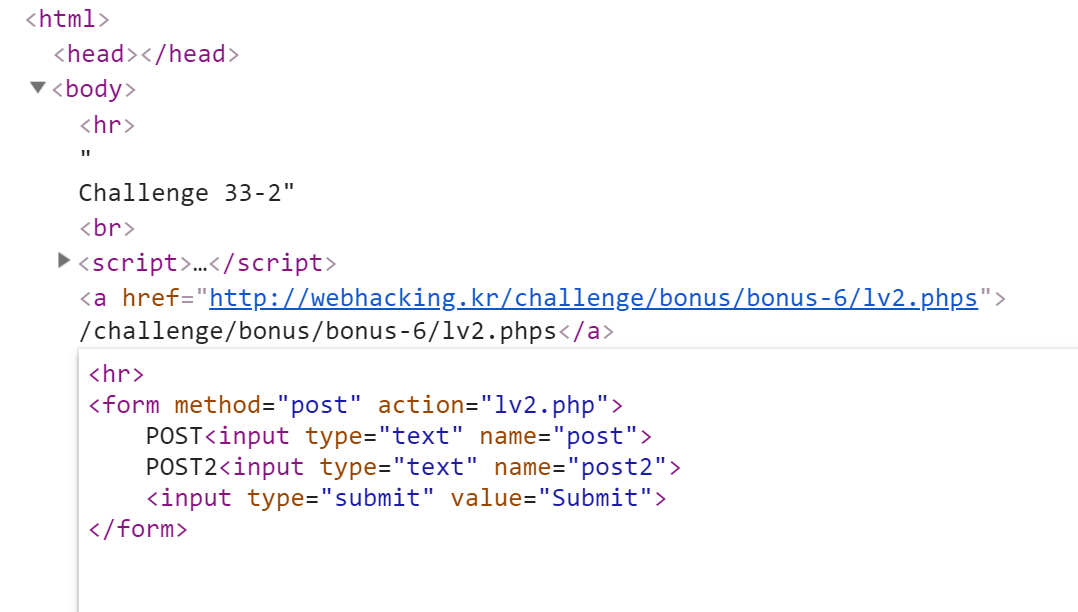 <html>
<head></head>
<body>
<hr>
"
Challenge 33-2"
<br>
<script>…</script>
<a href="http://webhacking.kr/challenge/bonus/bonus-6/lv2.phps">
/challenge/bonus/bonus-6/lv2.phps</a>
<hr>
<form method="post" action="lv2.php">
POST<input type="text" name="post">
POST2<input type="text" name="post2">
<input type="submit" value="Submit">
</form>